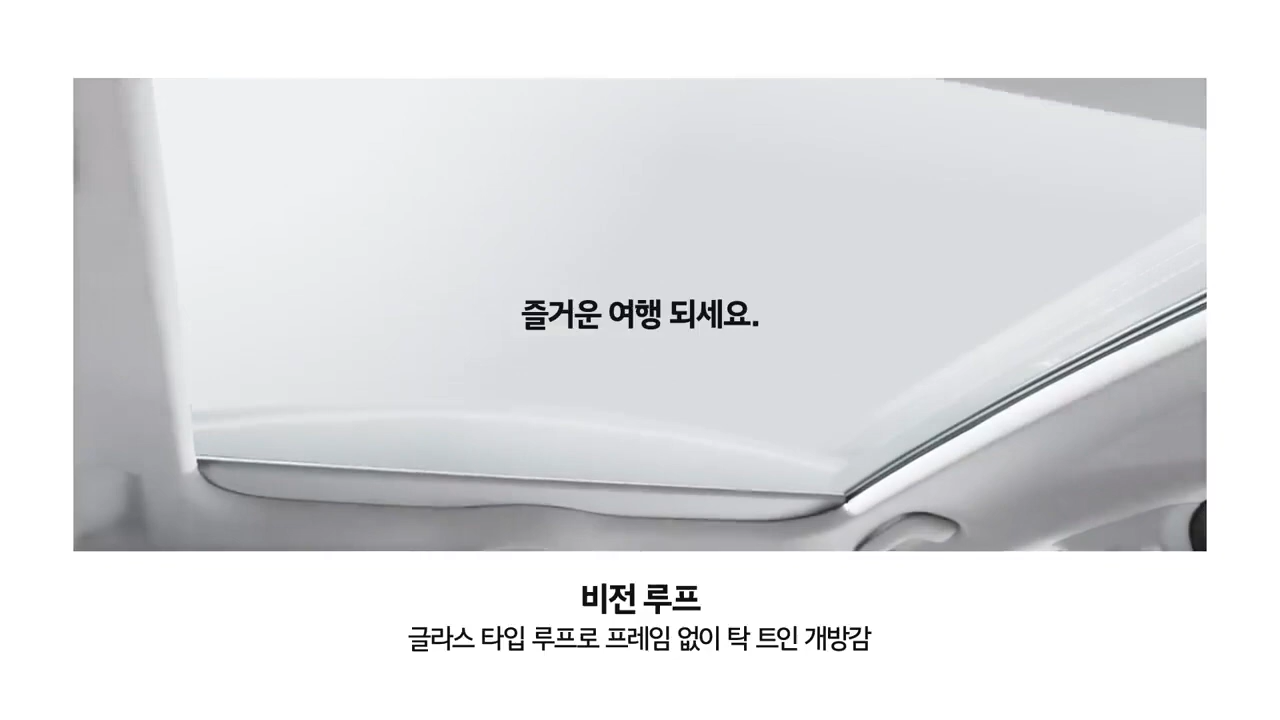 즐거운 여행 되세요.
비전 루프
글라스 타입 루프로 프레임 없이 탁 트인 개방감